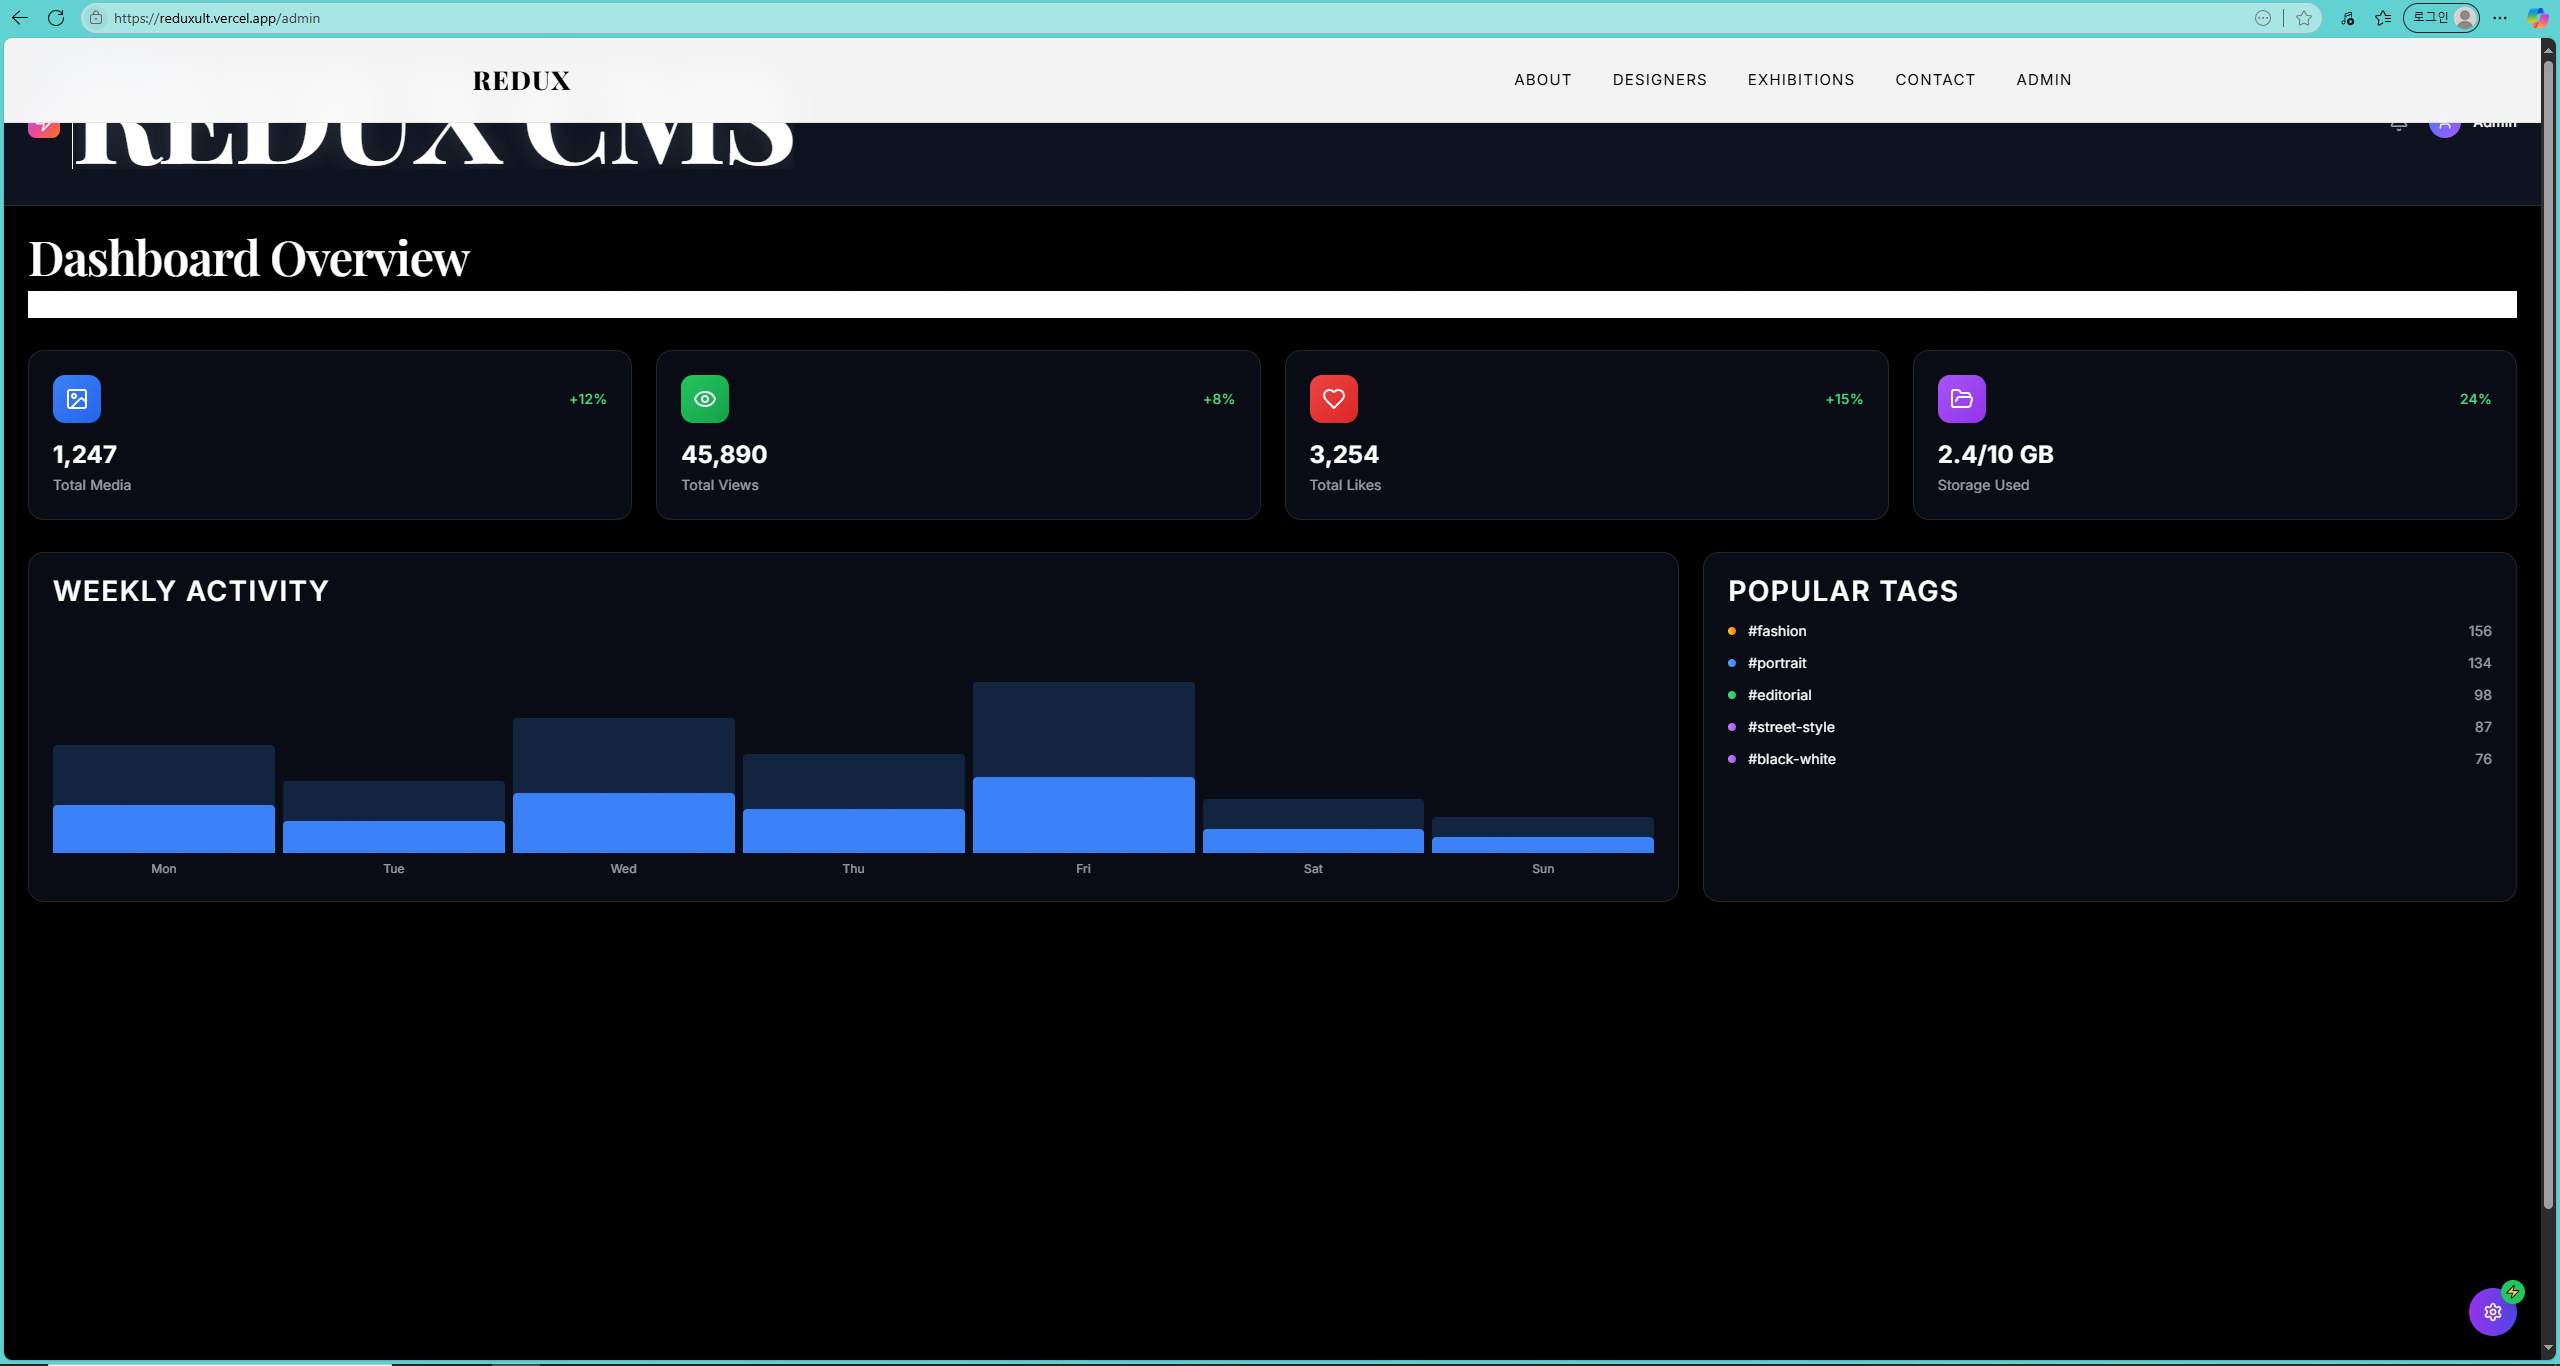 https://reduxult.vercel.app/admin
로그인
REDUX
ABOUT DESIGNERS EXHIBITIONS CONTACT ADMIN
REDUX CMS
Admin
Dashboard Overview
+12%
1,247
Total Media
+8%
45,890
Total Views
+15%
3,254
Total Likes
24%
2.4/10 GB
Storage Used
WEEKLY ACTIVITY
Mon Tue Wed Thu Fri Sat Sun
POPULAR TAGS
#fashion 156
#portrait 134
#editorial 98
#street-style 87
#black-white 76